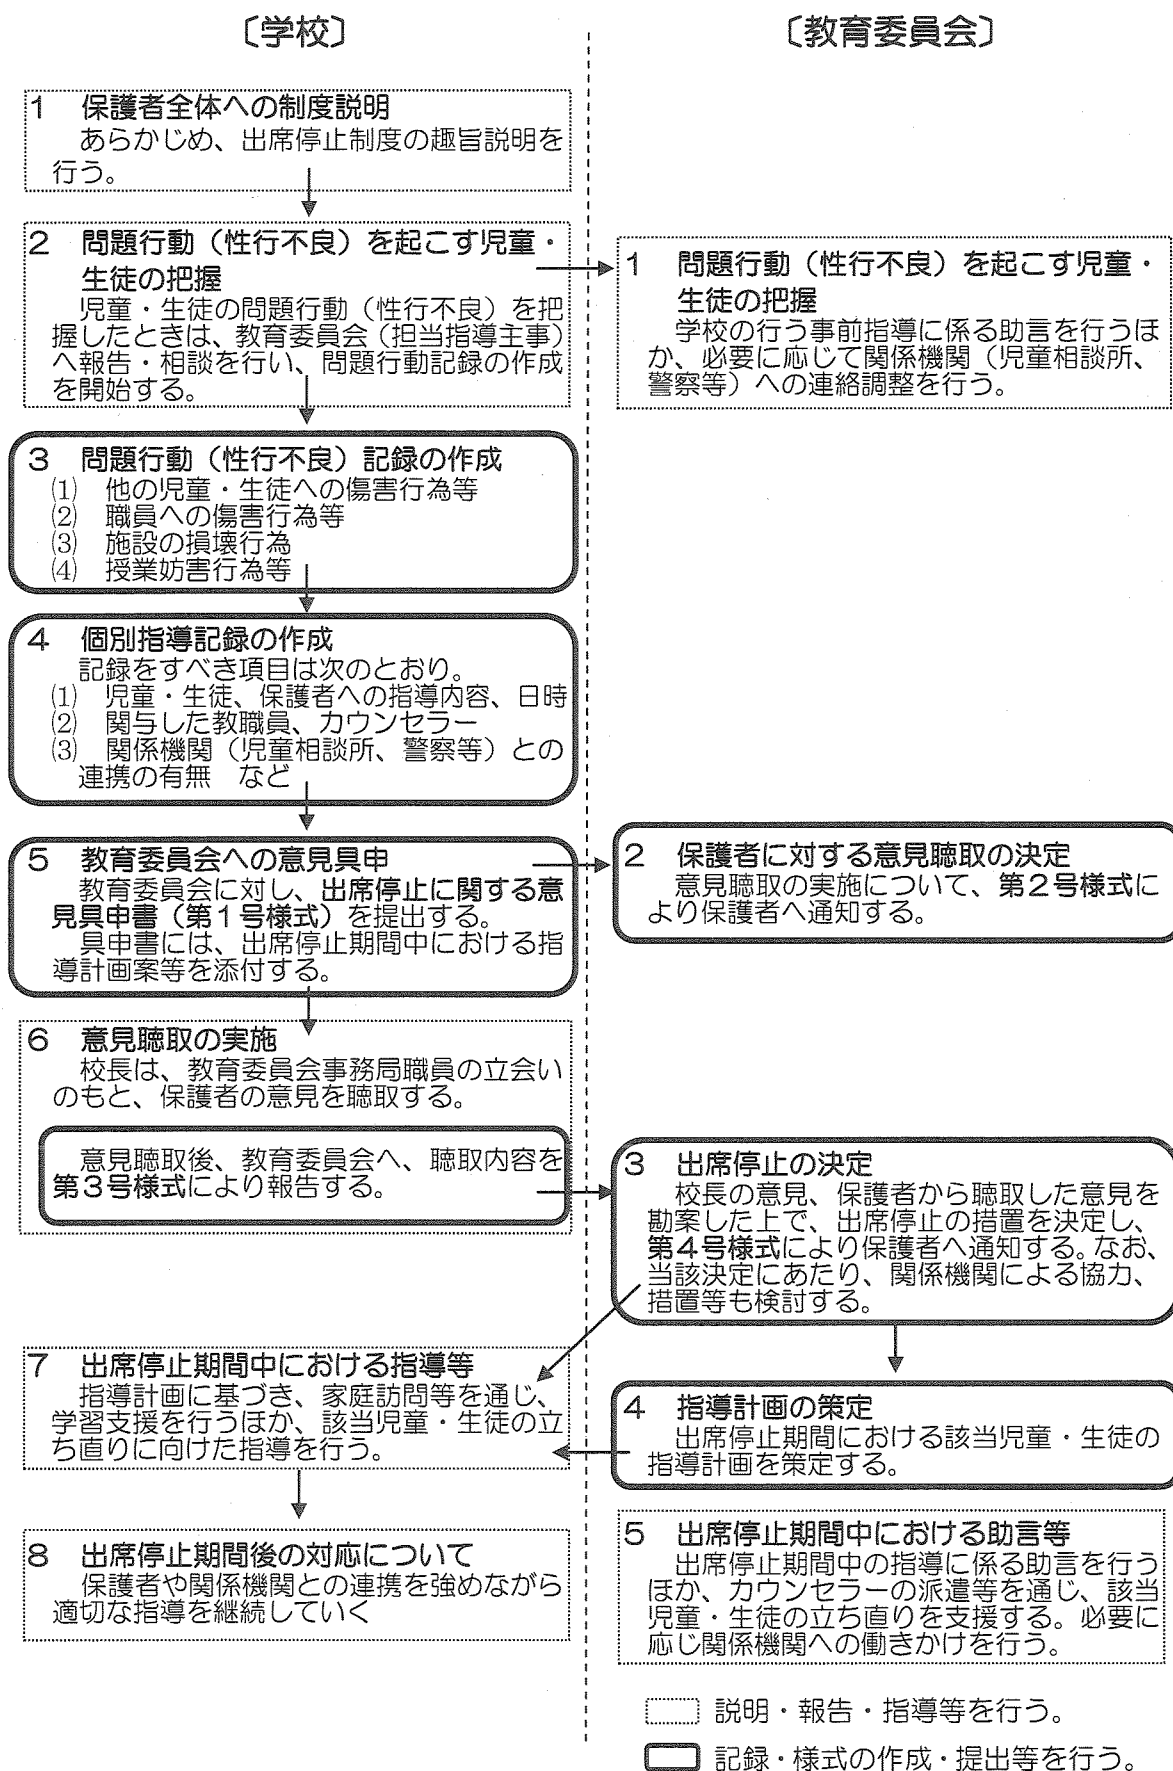 〔学校〕
〔教育委員会〕
1 保護者全体への制度説明
あらかじめ、出席停止制度の趣旨説明を
行う。
2 問題行動（性行不良）を起こす児童・
生徒の把握
児童・生徒の問題行動（性行不良）を把
握したときは、教育委員会（担当指導主事）
へ報告・相談を行い、問題行動記録の作成
を開始する。
1 問題行動（性行不良）を起こす児童・
生徒の把握
学校の行う事前指導に係る助言を行うほ
か、必要に応じて関係機関（児童相談所、
警察等）への連絡調整を行う。
3 問題行動（性行不良）記録の作成
⑴ 他の児童・生徒への傷害行為等
⑵ 職員への傷害行為等
⑶ 施設の損壊行為
⑷ 授業妨害行為等
4 個別指導記録の作成
記録をすべき項目は次のとおり。
⑴ 児童・生徒、保護者への指導内容、日時
⑵ 関与した教職員、カウンセラー
⑶ 関係機関（児童相談所、警察等）との
連携の有無 など
5 教育委員会への意見具申
教育委員会に対し、出席停止に関する意
見具申書（第１号様式）を提出する。
具申書には、出席停止期間中における指
導計画案等を添付する。
2 保護者に対する意見聴取の決定
意見聴取の実施について、第２号様式に
より保護者へ通知する。
6 意見聴取の実施
校長は、教育委員会事務局職員の立会い
のもと、保護者の意見を聴取する。
意見聴取後、教育委員会へ、聴取内容を
第３号様式により報告する。
3 出席停止の決定
校長の意見、保護者から聴取した意見を
勘案した上で、出席停止の措置を決定し、
第４号様式により保護者へ通知する。なお、
当該決定にあたり、関係機関による協力、
措置等も検討する。
7 出席停止期間中における指導等
指導計画に基づき、家庭訪問等を通じ、
学習支援を行うほか、該当児童・生徒の立
ち直りに向けた指導を行う。
4 指導計画の策定
出席停止期間における該当児童・生徒の
指導計画を策定する。
8 出席停止期間後の対応について
保護者や関係機関との連携を強めながら
適切な指導を継続していく
5 出席停止期間中における助言等
出席停止期間中の指導に係る助言を行う
ほか、カウンセラーの派遣等を通じ、該当
児童・生徒の立ち直りを支援する。必要に
応じ関係機関への働きかけを行う。
説明・報告・指導等を行う。
記録・様式の作成・提出等を行う。